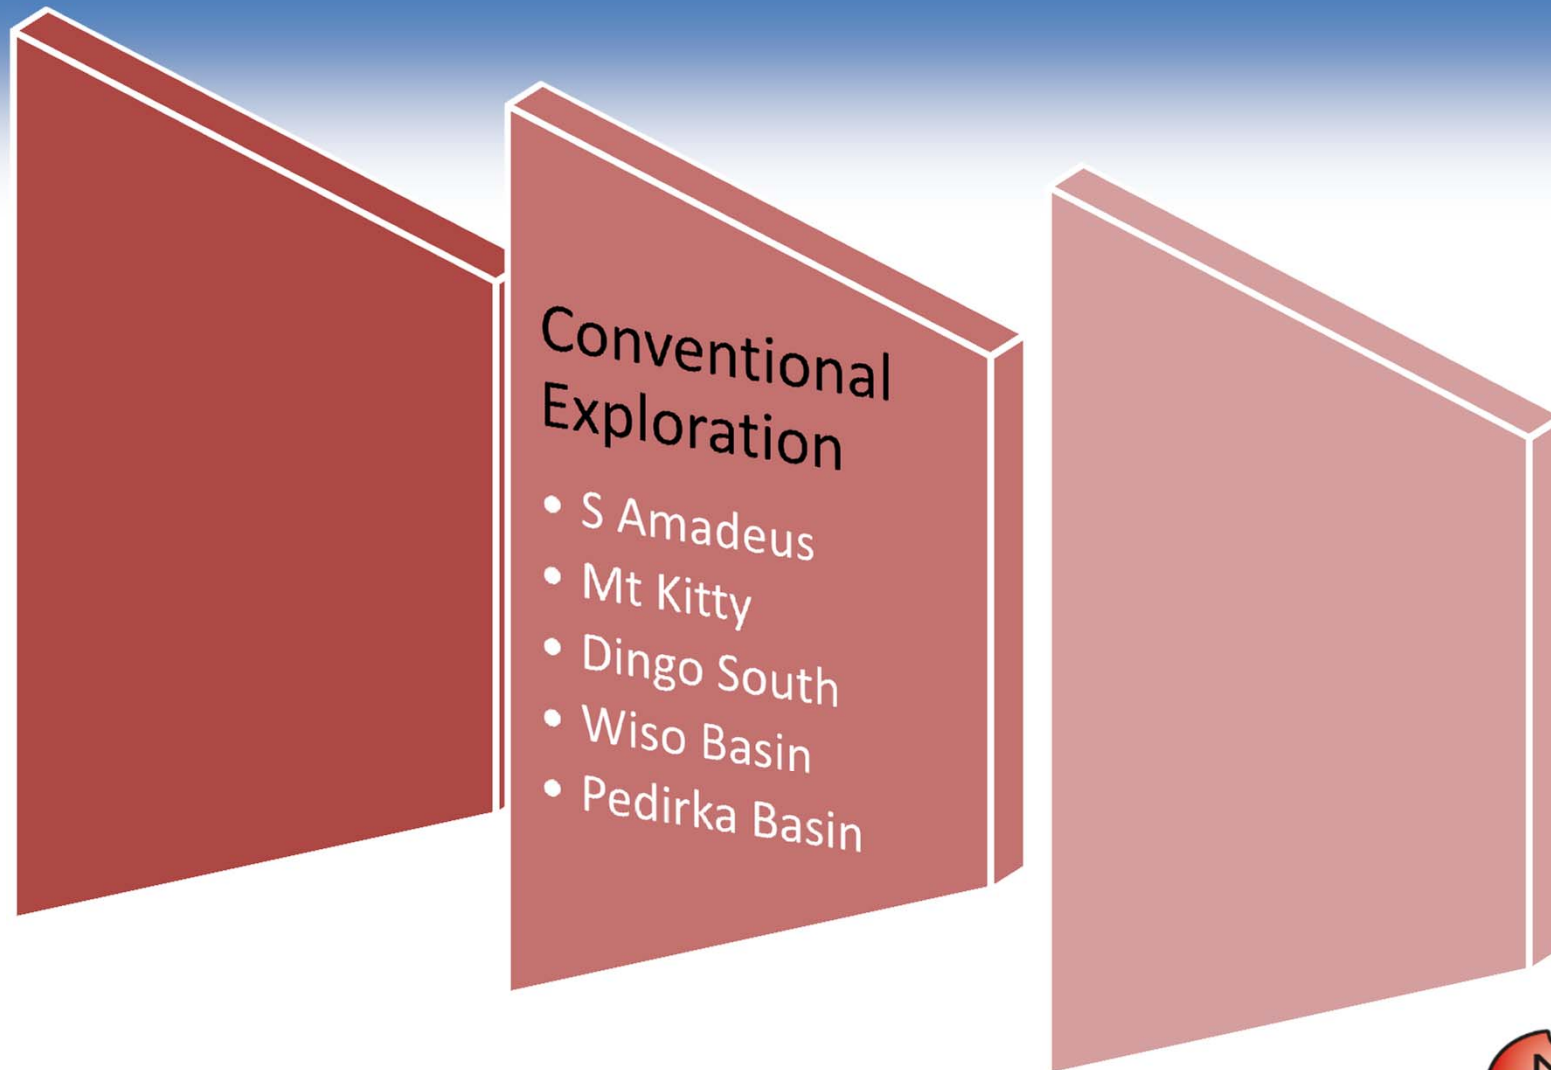 Conventional
Exploration
• S Amadeus
• Mt Kitty
• Dingo South
• Wiso Basin
• Pedirka Basin